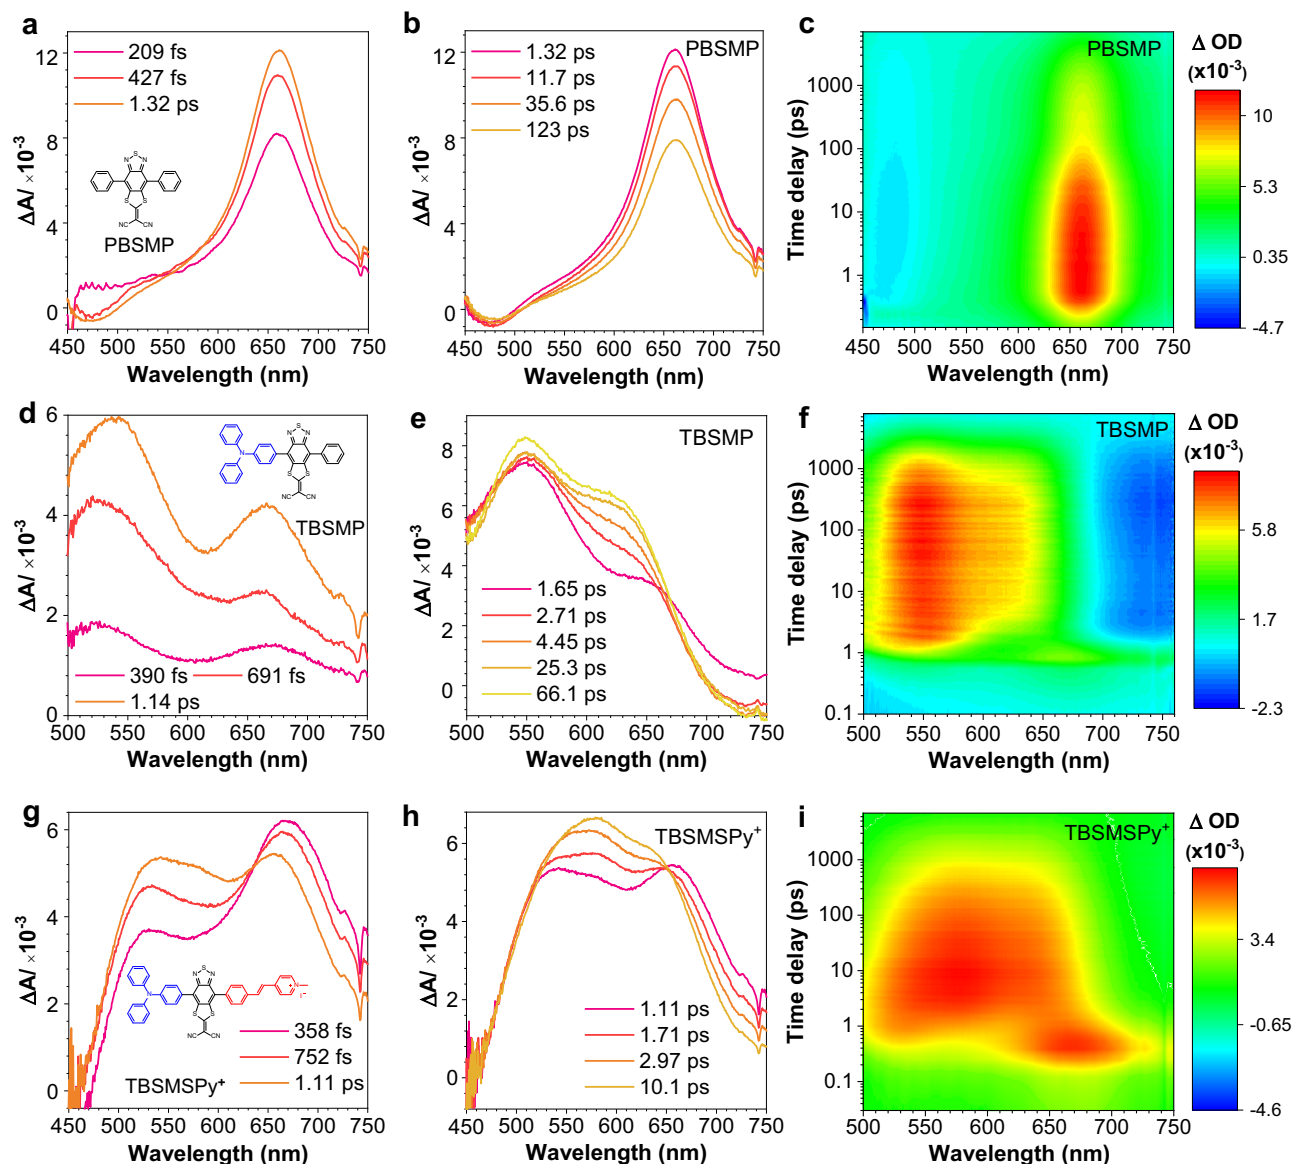 a
209 fs
427 fs
1.32 ps
12
8
4
0
ΔA/ ×10⁻³
N S N
S S
NC CN
PBSMP
450 500 550 600 650 700 750
Wavelength (nm)
b
PBSMP
1.32 ps
11.7 ps
35.6 ps
123 ps
12
8
4
0
ΔA/ ×10⁻³
450 500 550 600 650 700 750
Wavelength (nm)
c
PBSMP
Δ OD
(x10⁻³)
1000
100
10
1
Time delay (ps)
10
5.3
0.35
-4.7
450 500 550 600 650 700 750
Wavelength (nm)
d
6
4
2
0
ΔA/ ×10⁻³
N
N S N
S S
NC CN
TBSMP
390 fs
691 fs
1.14 ps
500 550 600 650 700 750
Wavelength (nm)
e
TBSMP
8
6
4
2
0
ΔA/ ×10⁻³
1.65 ps
2.71 ps
4.45 ps
25.3 ps
66.1 ps
500 550 600 650 700 750
Wavelength (nm)
f
TBSMP
Δ OD
(x10⁻³)
1000
100
10
1
0.1
Time delay (ps)
5.8
1.7
-2.3
500 550 600 650 700 750
Wavelength (nm)
g
6
4
2
0
ΔA/ ×10⁻³
N
N S N
N⁺
I⁻
S S
NC CN
TBSMSPy⁺
358 fs
752 fs
1.11 ps
450 500 550 600 650 700 750
Wavelength (nm)
h
TBSMSPy⁺
6
4
2
0
ΔA/ ×10⁻³
1.11 ps
1.71 ps
2.97 ps
10.1 ps
450 500 550 600 650 700 750
Wavelength (nm)
i
TBSMSPy⁺
Δ OD
(x10⁻³)
1000
100
10
1
0.1
Time delay (ps)
3.4
-0.65
-4.6
500 550 600 650 700 750
Wavelength (nm)